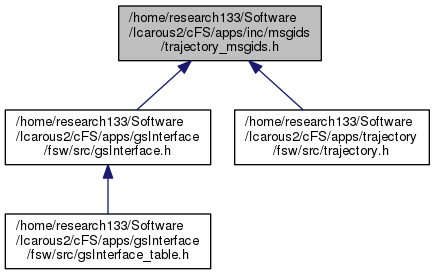 /home/research133/Software
/Icarous2/cFS/apps/inc/msgids
/trajectory_msgids.h
/home/research133/Software
/Icarous2/cFS/apps/gsInterface
/fsw/src/gsInterface.h
/home/research133/Software
/Icarous2/cFS/apps/trajectory
/fsw/src/trajectory.h
/home/research133/Software
/Icarous2/cFS/apps/gsInterface
/fsw/src/gsInterface_table.h